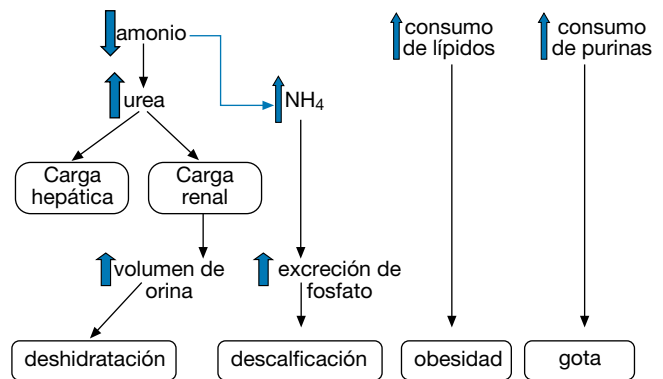 amonio
consumo
de lípidos
consumo
de purinas
urea
NH4
Carga
hepática
Carga
renal
volumen de
orina
excreción de
fosfato
deshidratación
descalficación
obesidad
gota